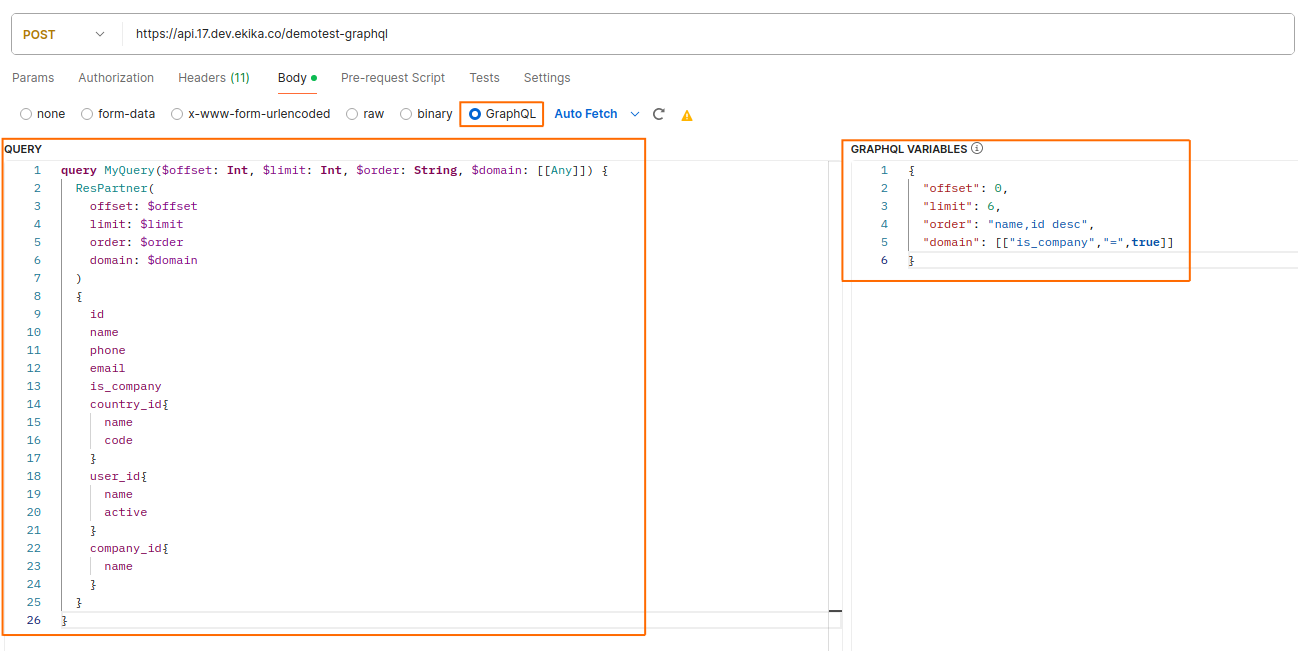 POST https://api.17.dev.ekika.co/demotest-graphql
Params Authorization Headers (11) Body Pre-request Script Tests Settings
none form-data x-www-form-urlencoded raw binary GraphQL Auto Fetch
QUERY
1 query MyQuery($offset: Int, $limit: Int, $order: String, $domain: [[Any]]) {
2 ResPartner(
3 offset: $offset
4 limit: $limit
5 order: $order
6 domain: $domain
7 )
8 {
9 id
10 name
11 phone
12 email
13 is_company
14 country_id{
15 name
16 code
17 }
18 user_id{
19 name
20 active
21 }
22 company_id{
23 name
24 }
25 }
26 }
GRAPHQL VARIABLES
1 {
2 "offset": 0,
3 "limit": 6,
4 "order": "name,id desc",
5 "domain": [["is_company","=",true]]
6 }